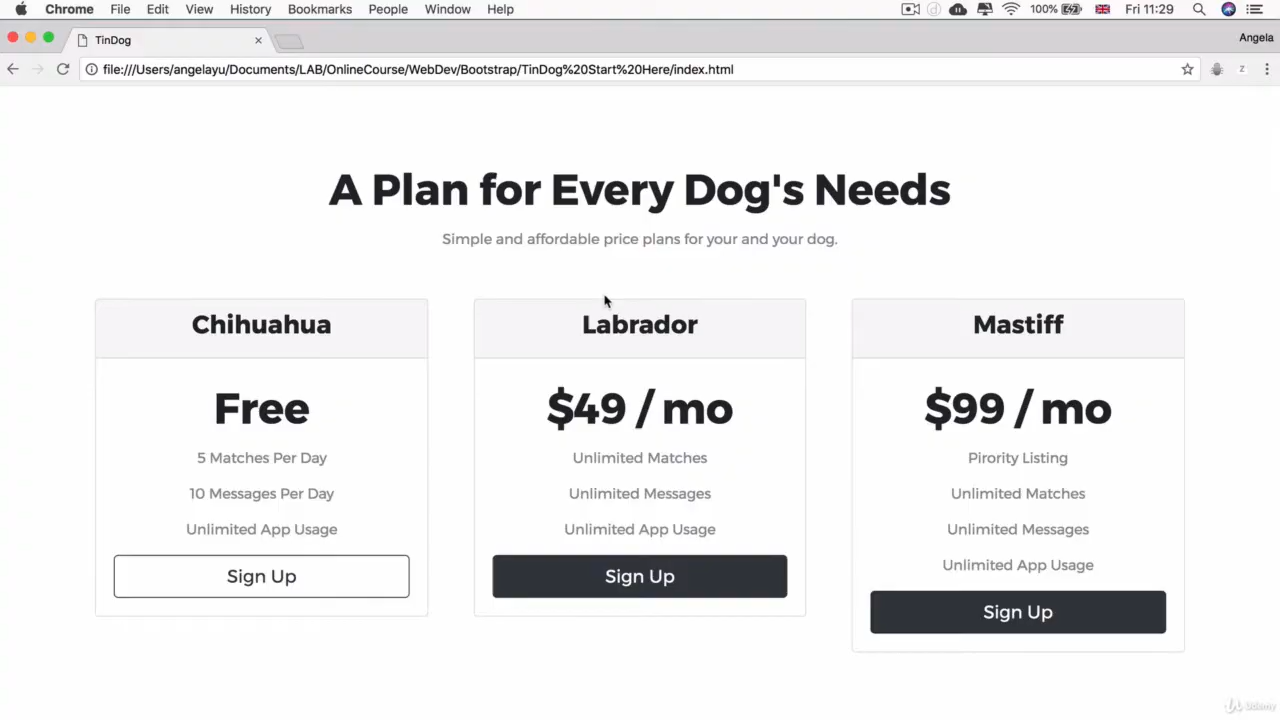 Chrome File Edit View History Bookmarks People Window Help 100% Fri 11:29
TinDog
Angela
file:///Users/angelayu/Documents/LAB/OnlineCourse/WebDev/Bootstrap/TinDog%20Start%20Here/index.html
A Plan for Every Dog's Needs
Simple and affordable price plans for your and your dog.
Chihuahua
Free
5 Matches Per Day
10 Messages Per Day
Unlimited App Usage
Sign Up
Labrador
$49 / mo
Unlimited Matches
Unlimited Messages
Unlimited App Usage
Sign Up
Mastiff
$99 / mo
Pirority Listing
Unlimited Matches
Unlimited Messages
Unlimited App Usage
Sign Up
Udemy